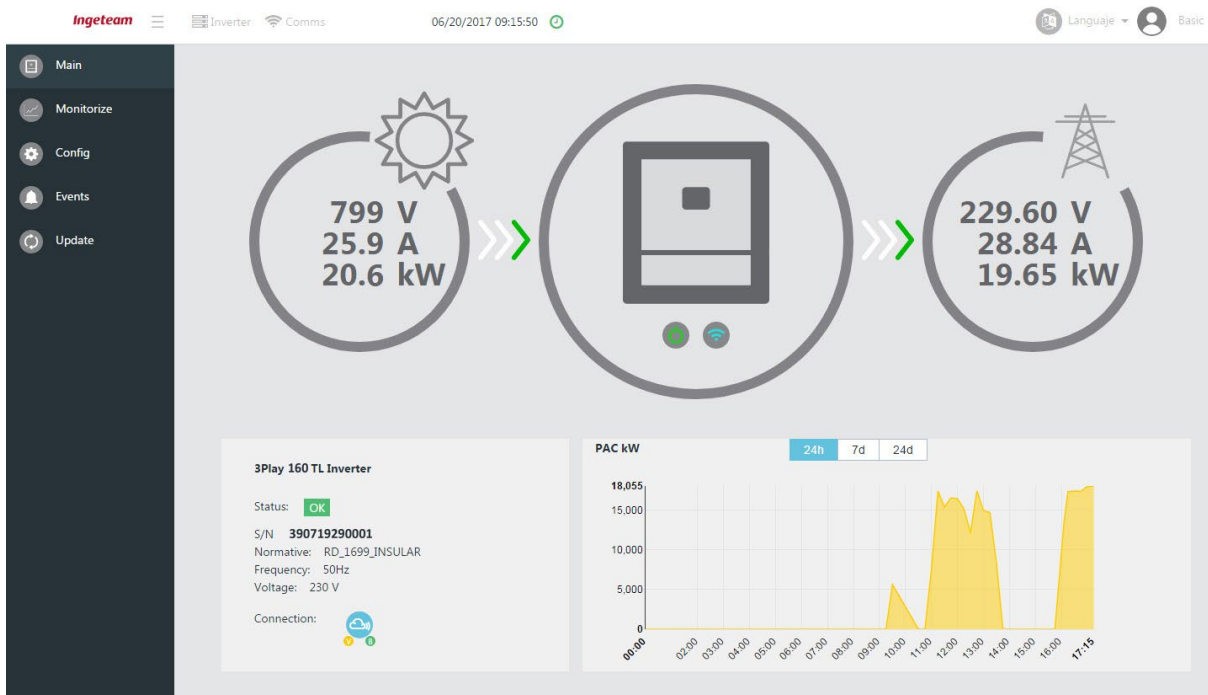 Ingeteam Inverter Comms 06/20/2017 09:15:50 Languaje Basic
Main
Monitorize
Config
Events
Update
799 V
25.9 A
20.6 kW
229.60 V
28.84 A
19.65 kW
3Play 160 TL Inverter
Status: OK
S/N 390719290001
Normative: RD_1699_INSULAR
Frequency: 50Hz
Voltage: 230 V
Connection:
V B
PAC kW 24h 7d 24d
18,055
15,000
10,000
5,000
0
00:00 02:00 03:00 04:00 05:00 06:00 07:00 08:00 09:00 10:00 11:00 12:00 13:00 14:00 15:00 16:00 17:15